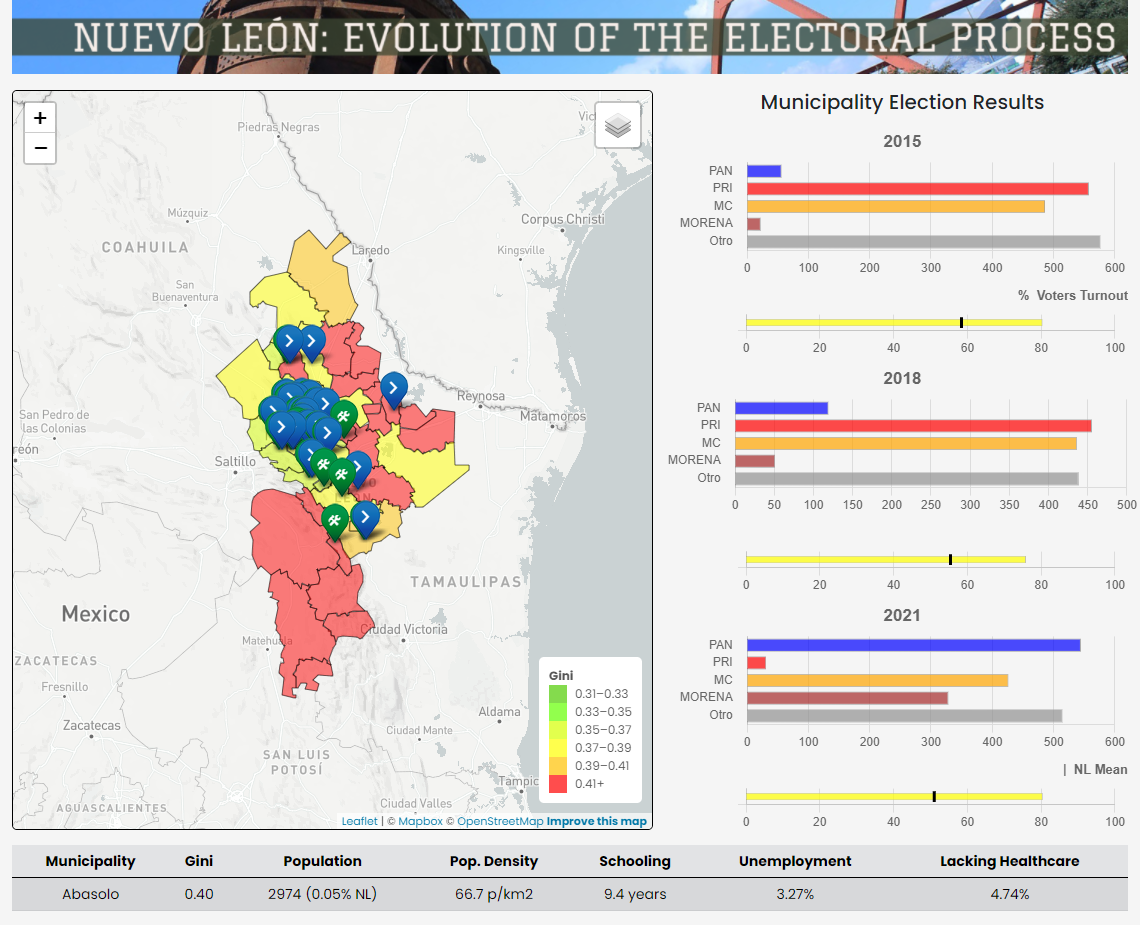 NUEVO LEÓN: EVOLUTION OF THE ELECTORAL PROCESS
+
−
Piedras Negras
Múzquiz
COAHUILA
Laredo
Corpus Christi
Kingsville
San
Buenaventura
San Pedro de
las Colonias
Reynosa
Matamoros
Saltillo
TAMAULIPAS
Mexico
Matehuala
Ciudad Victoria
ZACATECAS
Fresnillo
Zacatecas
Aldama
Ciudad Mante
SAN LUIS
POTOSÍ
AGUASCALIENTES
Ciudad Valles
Gini
0.31–0.33
0.33–0.35
0.35–0.37
0.37–0.39
0.39–0.41
0.41+
Leaflet | © Mapbox © OpenStreetMap Improve this map
Municipality Election Results
2015
PAN
PRI
MC
MORENA
Otro
0 100 200 300 400 500 600
% Voters Turnout
0 20 40 60 80 100
2018
PAN
PRI
MC
MORENA
Otro
0 50 100 150 200 250 300 350 400 450 500
0 20 40 60 80 100
2021
PAN
PRI
MC
MORENA
Otro
0 100 200 300 400 500 600
| NL Mean
0 20 40 60 80 100
Municipality Gini Population Pop. Density Schooling Unemployment Lacking Healthcare
Abasolo 0.40 2974 (0.05% NL) 66.7 p/km2 9.4 years 3.27% 4.74%